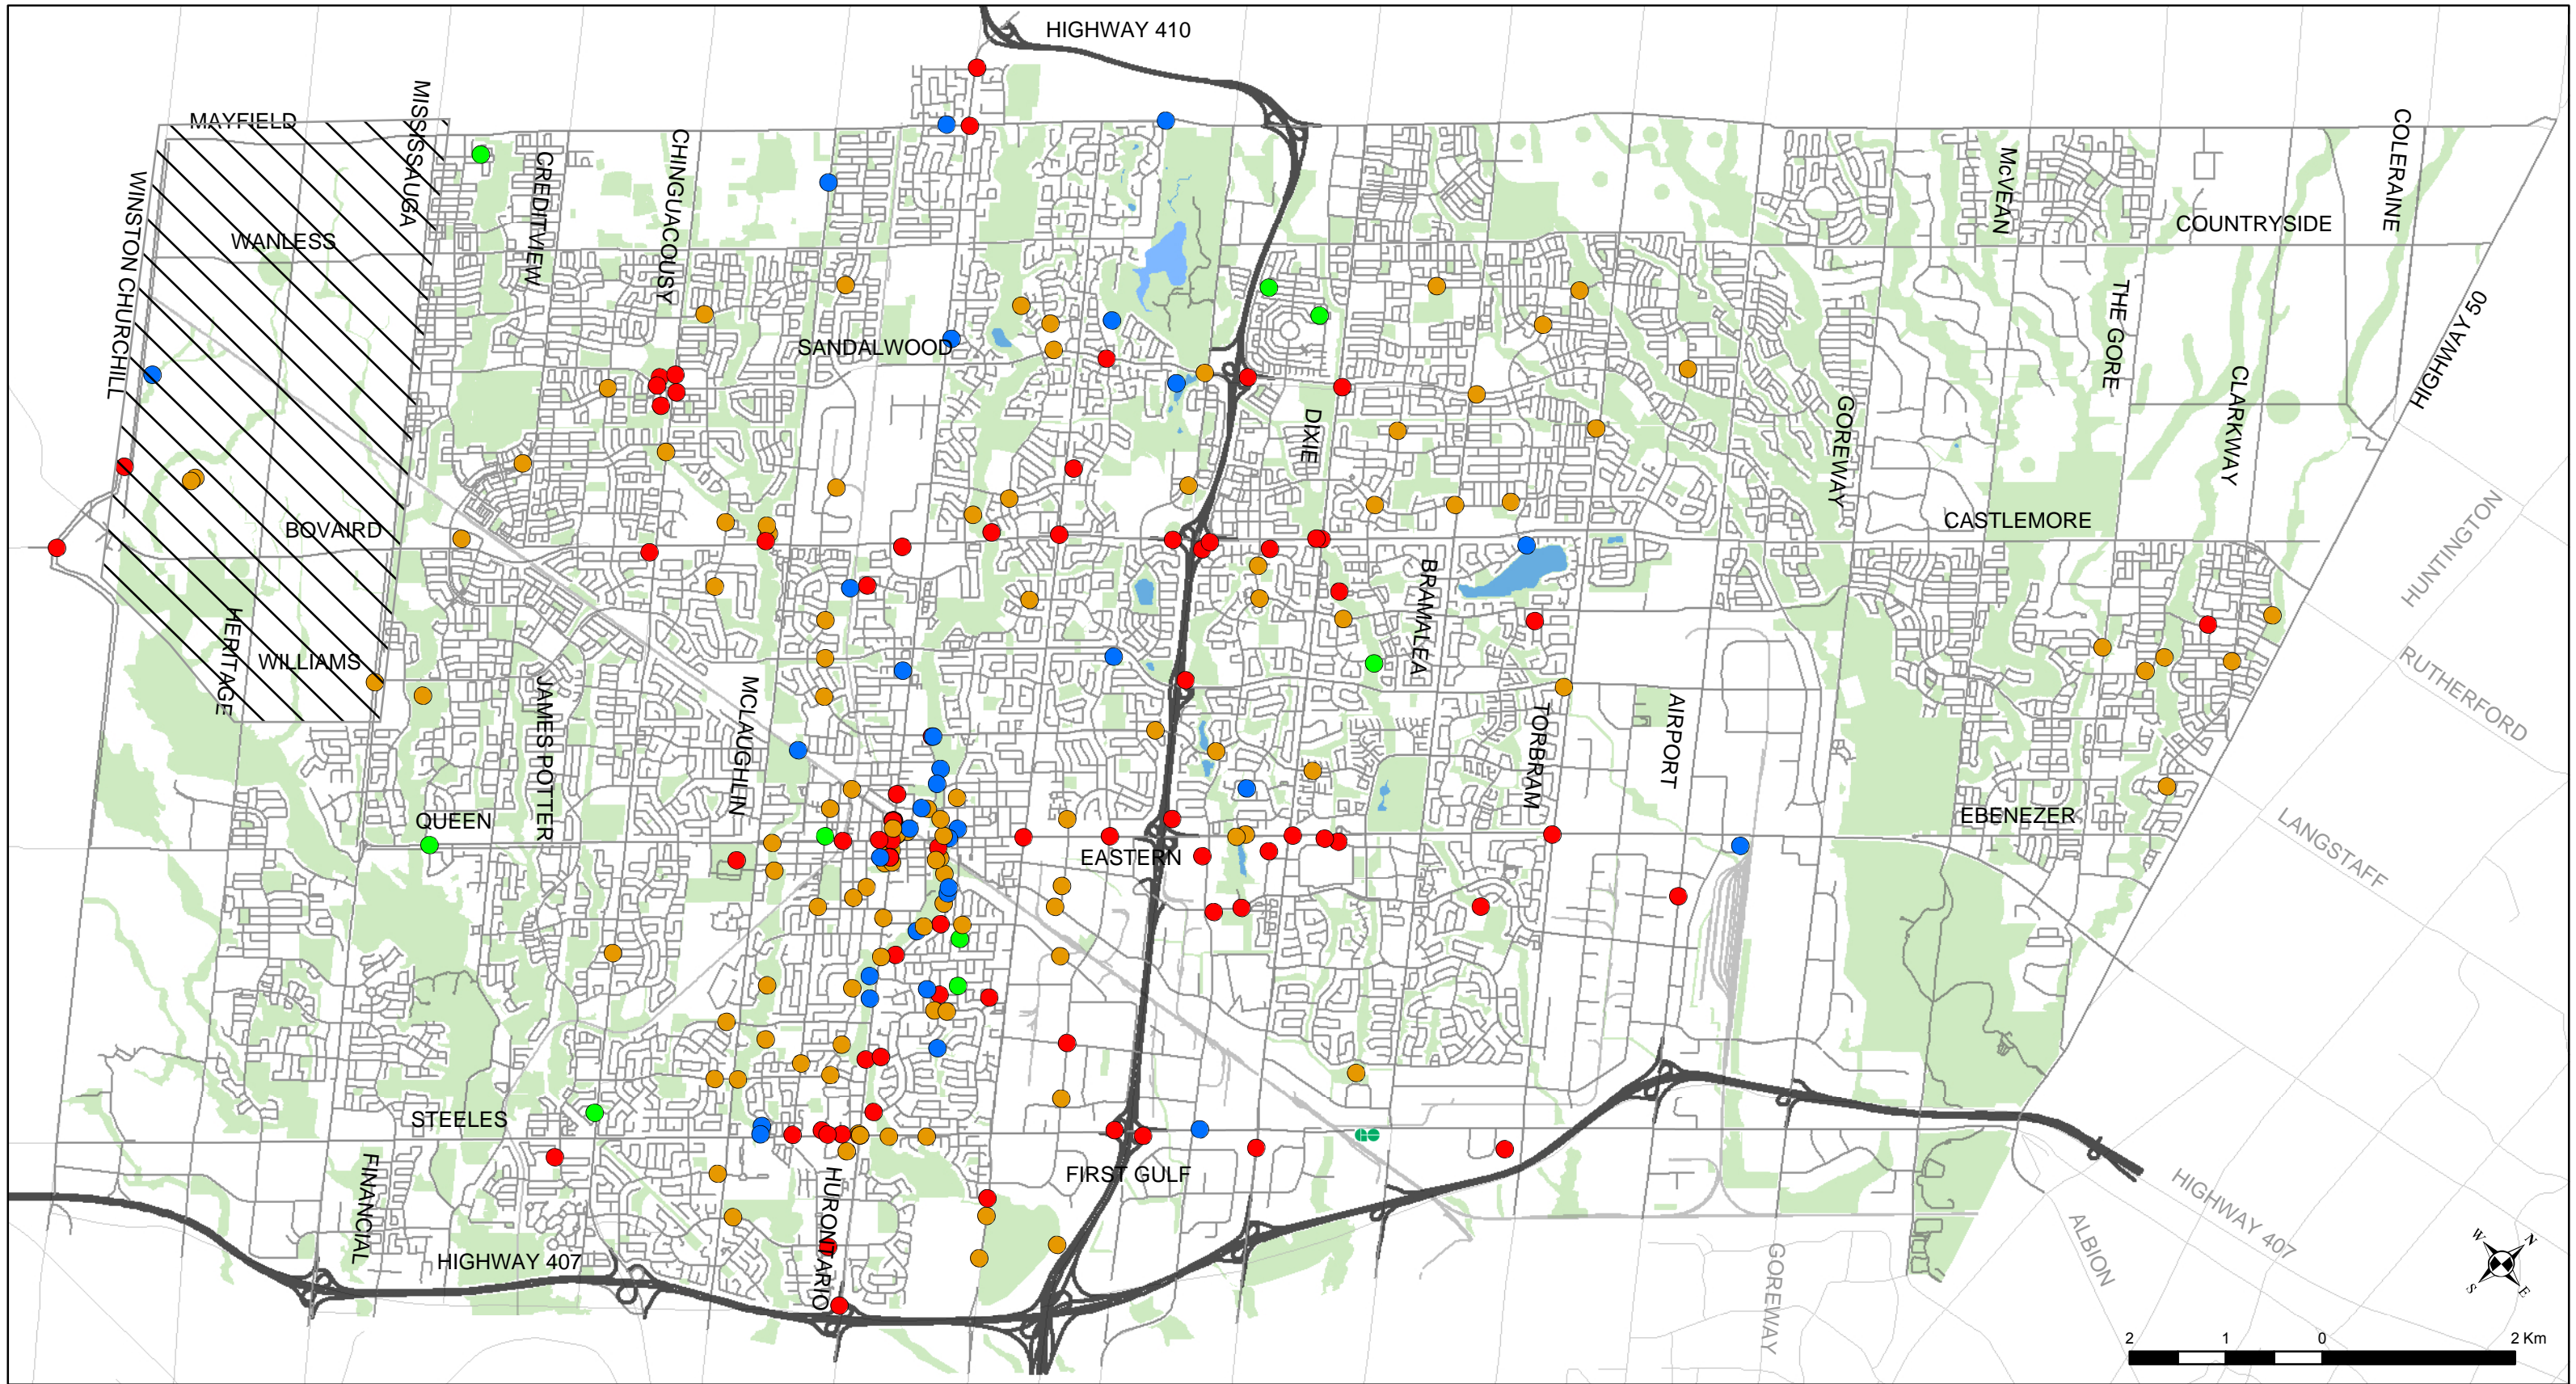 HIGHWAY 410
MAYFIELD
MISSISSAUGA
CREDITVIEW
CHINGUACOUSY
McVEAN
COLERAINE
COUNTRYSIDE
WINSTON CHURCHILL
WANLESS
SANDALWOOD
THE GORE
HIGHWAY 50
CLARKWAY
DIXIE
GOREWAY
CASTLEMORE
BOVAIRD
HUNTINGTON
HERITAGE
WILLIAMS
BRAMALEA
RUTHERFORD
JAMES POTTER
MCLAUGHLIN
TORBRAM
AIRPORT
QUEEN
EBENEZER
EASTERN
LANGSTAFF
STEELES
FINANCIAL
FIRST GULF
HURONTARIO
HIGHWAY 407
HIGHWAY 407
ALBION
GOREWAY
W N
S E
2 1 0 2 Km